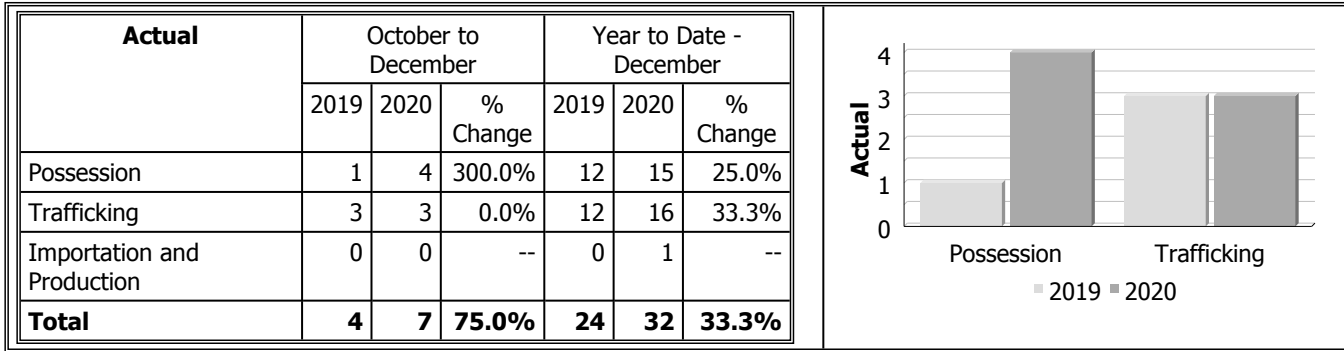 Actual October to December Year to Date - December
2019 2020 % Change 2019 2020 % Change
Possession 1 4 300.0% 12 15 25.0%
Trafficking 3 3 0.0% 12 16 33.3%
Importation and Production 0 0 -- 0 1 --
Total 4 7 75.0% 24 32 33.3%
Actual
4
3
2
1
0
Possession Trafficking
2019 2020